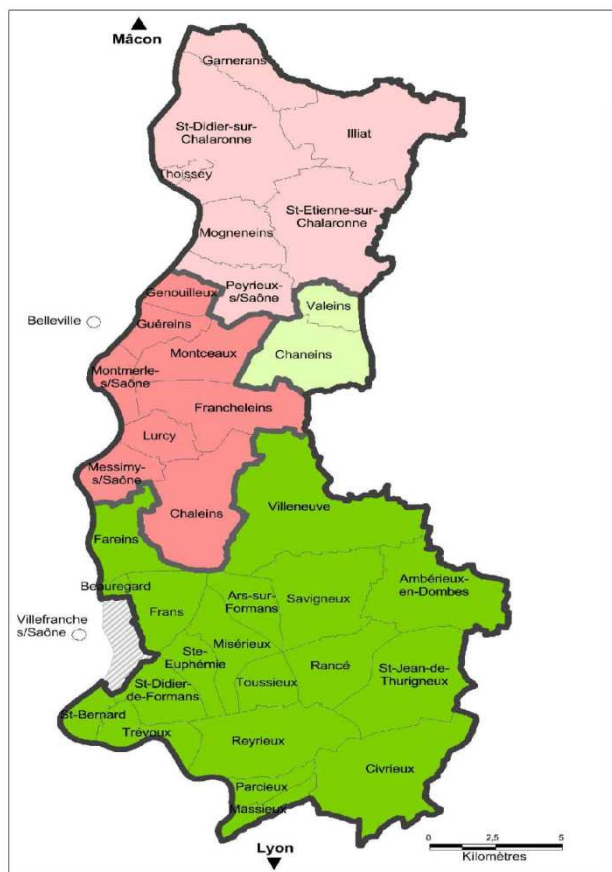 Mâcon
Garnerans
St-Didier-sur-
Chalaronne
Illiat
Thoissey
St-Etienne-sur-
Chalaronne
Mogneneins
Peyrieux-
s/Saône
Genouilleux
Valeins
Belleville
Guéreins
Montceaux
Chaneins
Montmerle-
s/Saône
Francheleins
Lurcy
Messimy-
s/Saône
Chaleins
Villeneuve
Fareins
Beauregard
Frans
Ars-sur-
Formans
Savigneux
Ambérieux-
en-Dombes
Villefranche
s/Saône
Ste-
Euphémie
Misérieux
Rancé
St-Jean-de-
Thurigneux
St-Didier-
de-Formans
Toussieux
St-Bernard
Trévoux
Reyrieux
Civrieux
Parcieux
Massieux
Lyon
0 2,5 5
Kilomètres